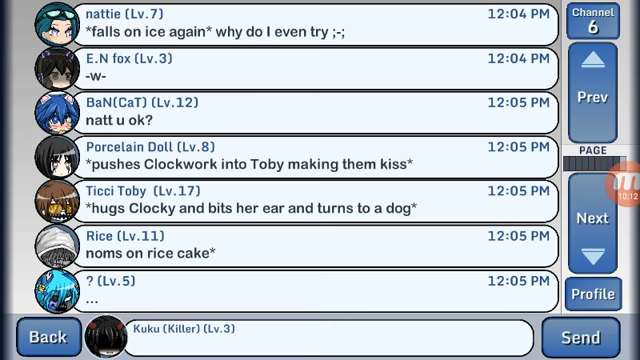 nattie (Lv.7) 12:04 PM
*falls on ice again* why do I even try ;-;
E.N fox (Lv.3) 12:04 PM
-w-
BaN(CaT) (Lv.12) 12:05 PM
natt u ok?
Porcelain Doll (Lv.8) 12:05 PM
*pushes Clockwork into Toby making them kiss*
Ticci Toby (Lv.17) 12:05 PM
*hugs Clocky and bits her ear and turns to a dog*
Rice (Lv.11) 12:05 PM
noms on rice cake*
? (Lv.5) 12:05 PM
...
Channel
6
Prev
PAGE
10:12
Next
Profile
Back
Kuku (Killer) (Lv.3)
Send